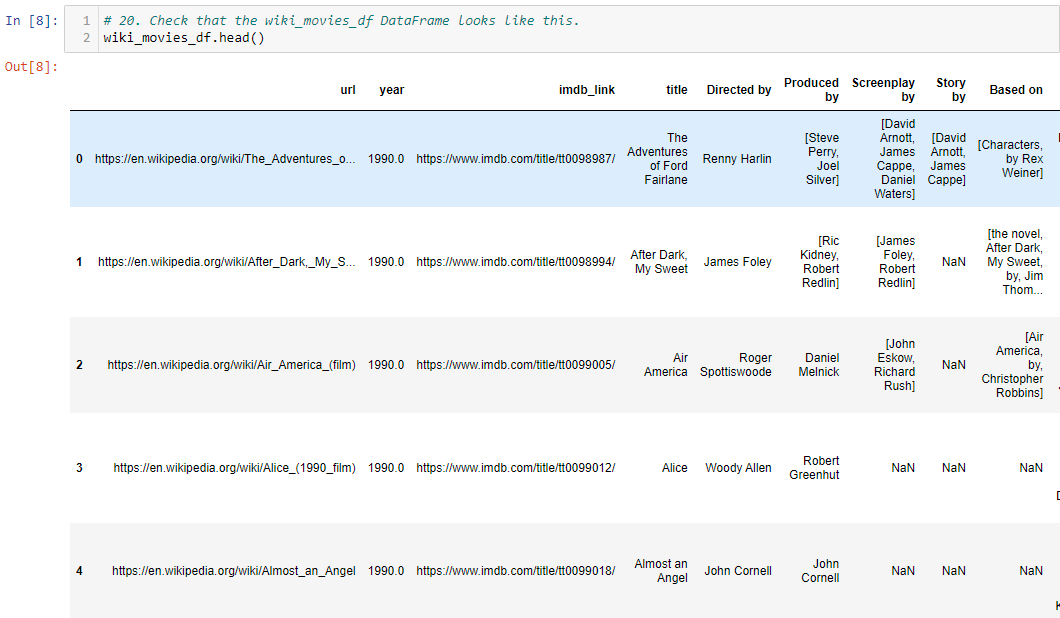 In [8]: 1 # 20. Check that the wiki_movies_df DataFrame looks like this.
2 wiki_movies_df.head()
Out[8]:
url year imdb_link title Directed by Produced by Screenplay by Story by Based on
0 https://en.wikipedia.org/wiki/The_Adventures_o... 1990.0 https://www.imdb.com/title/tt0098987/ The Adventures of Ford Fairlane Renny Harlin [Steve Perry, Joel Silver] [David Arnott, James Cappe, Daniel Waters] [David Arnott, James Cappe] [Characters, by Rex Weiner]
1 https://en.wikipedia.org/wiki/After_Dark,_My_S... 1990.0 https://www.imdb.com/title/tt0098994/ After Dark, My Sweet James Foley [Ric Kidney, Robert Redlin] [James Foley, Robert Redlin] NaN [the novel, After Dark, My Sweet, by, Jim Thom...
2 https://en.wikipedia.org/wiki/Air_America_(film) 1990.0 https://www.imdb.com/title/tt0099005/ Air America Roger Spottiswoode Daniel Melnick [John Eskow, Richard Rush] NaN [Air America, by, Christopher Robbins]
3 https://en.wikipedia.org/wiki/Alice_(1990_film) 1990.0 https://www.imdb.com/title/tt0099012/ Alice Woody Allen Robert Greenhut NaN NaN NaN
4 https://en.wikipedia.org/wiki/Almost_an_Angel 1990.0 https://www.imdb.com/title/tt0099018/ Almost an Angel John Cornell John Cornell NaN NaN NaN